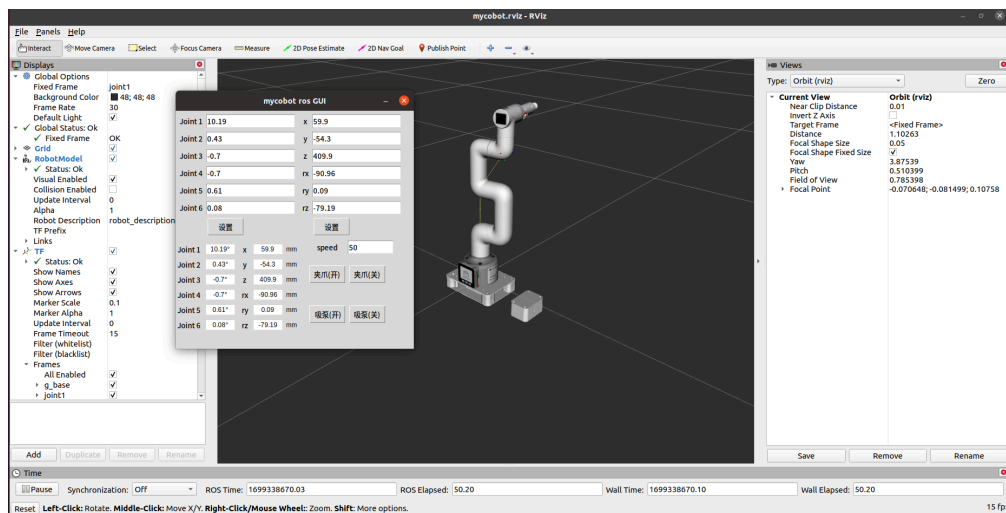 mycobot.rviz - RViz
File Panels Help
Interact Move Camera Select Focus Camera Measure 2D Pose Estimate 2D Nav Goal Publish Point
Displays
Global Options
Fixed Frame joint1
Background Color 48; 48; 48
Frame Rate 30
Default Light
Global Status: Ok
Fixed Frame OK
Grid
RobotModel
Status: Ok
Visual Enabled
Collision Enabled
Update Interval 0
Alpha 1
Robot Description robot_description
TF Prefix
Links
TF
Status: Ok
Show Names
Show Axes
Show Arrows
Marker Scale 0.1
Marker Alpha 1
Update Interval 0
Frame Timeout 15
Filter (whitelist)
Filter (blacklist)
Frames
All Enabled
g_base
joint1
Add Duplicate Remove Rename
mycobot ros GUI
Joint 1 10.19 x 59.9
Joint 2 0.43 y -54.3
Joint 3 -0.7 z 409.9
Joint 4 -0.7 rx -90.96
Joint 5 0.61 ry 0.09
Joint 6 0.08 rz -79.19
设置 设置
Joint 1 10.19° x 59.9 mm speed 50
Joint 2 0.43° y -54.3 mm
Joint 3 -0.7° z 409.9 mm 夹爪(开) 夹爪(关)
Joint 4 -0.7° rx -90.96 mm
Joint 5 0.61° ry 0.09 mm 吸泵(开) 吸泵(关)
Joint 6 0.08° rz -79.19 mm
Views
Type: Orbit (rviz) Zero
Current View Orbit (rviz)
Near Clip Distance 0.01
Invert Z Axis
Target Frame <Fixed Frame>
Distance 1.10263
Focal Shape Size 0.05
Focal Shape Fixed Size
Yaw 3.87539
Pitch 0.510399
Field of View 0.785398
Focal Point -0.070648; -0.081499; 0.10758
Save Remove Rename
Time
Pause Synchronization: Off ROS Time: 1699338670.03 ROS Elapsed: 50.20 Wall Time: 1699338670.10 Wall Elapsed: 50.20
Reset Left-Click: Rotate. Middle-Click: Move X/Y. Right-Click/Mouse Wheel:: Zoom. Shift: More options. 15 fps